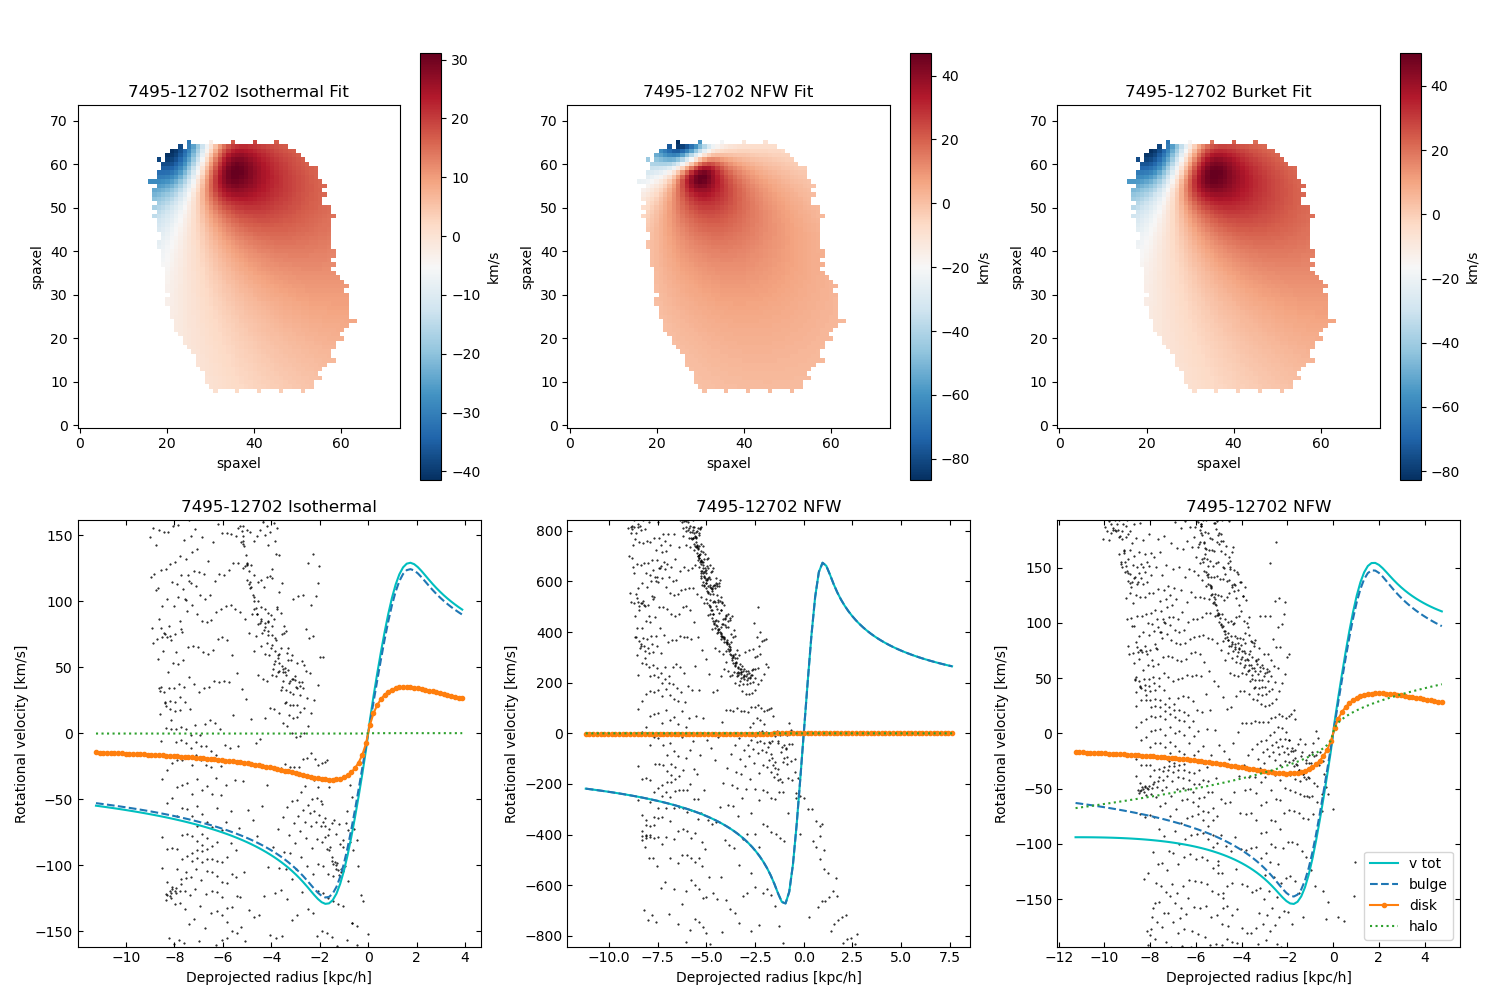 7495-12702 Isothermal Fit
70
60
50
40
30
20
10
0
spaxel
0 20 40 60
spaxel
30
20
10
0
−10
−20
−30
−40
km/s
7495-12702 NFW Fit
70
60
50
40
30
20
10
0
spaxel
0 20 40 60
spaxel
40
20
0
−20
−40
−60
−80
km/s
7495-12702 Burket Fit
70
60
50
40
30
20
10
0
spaxel
0 20 40 60
spaxel
40
20
0
−20
−40
−60
−80
km/s
7495-12702 Isothermal
150
100
50
0
−50
−100
−150
Rotational velocity [km/s]
−10 −8 −6 −4 −2 0 2 4
Deprojected radius [kpc/h]
7495-12702 NFW
800
600
400
200
0
−200
−400
−600
−800
Rotational velocity [km/s]
−10.0 −7.5 −5.0 −2.5 0.0 2.5 5.0 7.5
Deprojected radius [kpc/h]
7495-12702 NFW
150
100
50
0
−50
−100
−150
Rotational velocity [km/s]
−12 −10 −8 −6 −4 −2 0 2 4
Deprojected radius [kpc/h]
v tot
bulge
disk
halo